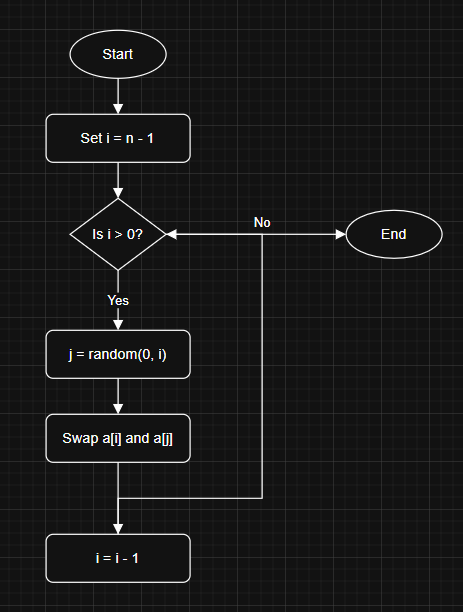 Start
Set i = n - 1
Is i > 0?
No
End
Yes
j = random(0, i)
Swap a[i] and a[j]
i = i - 1